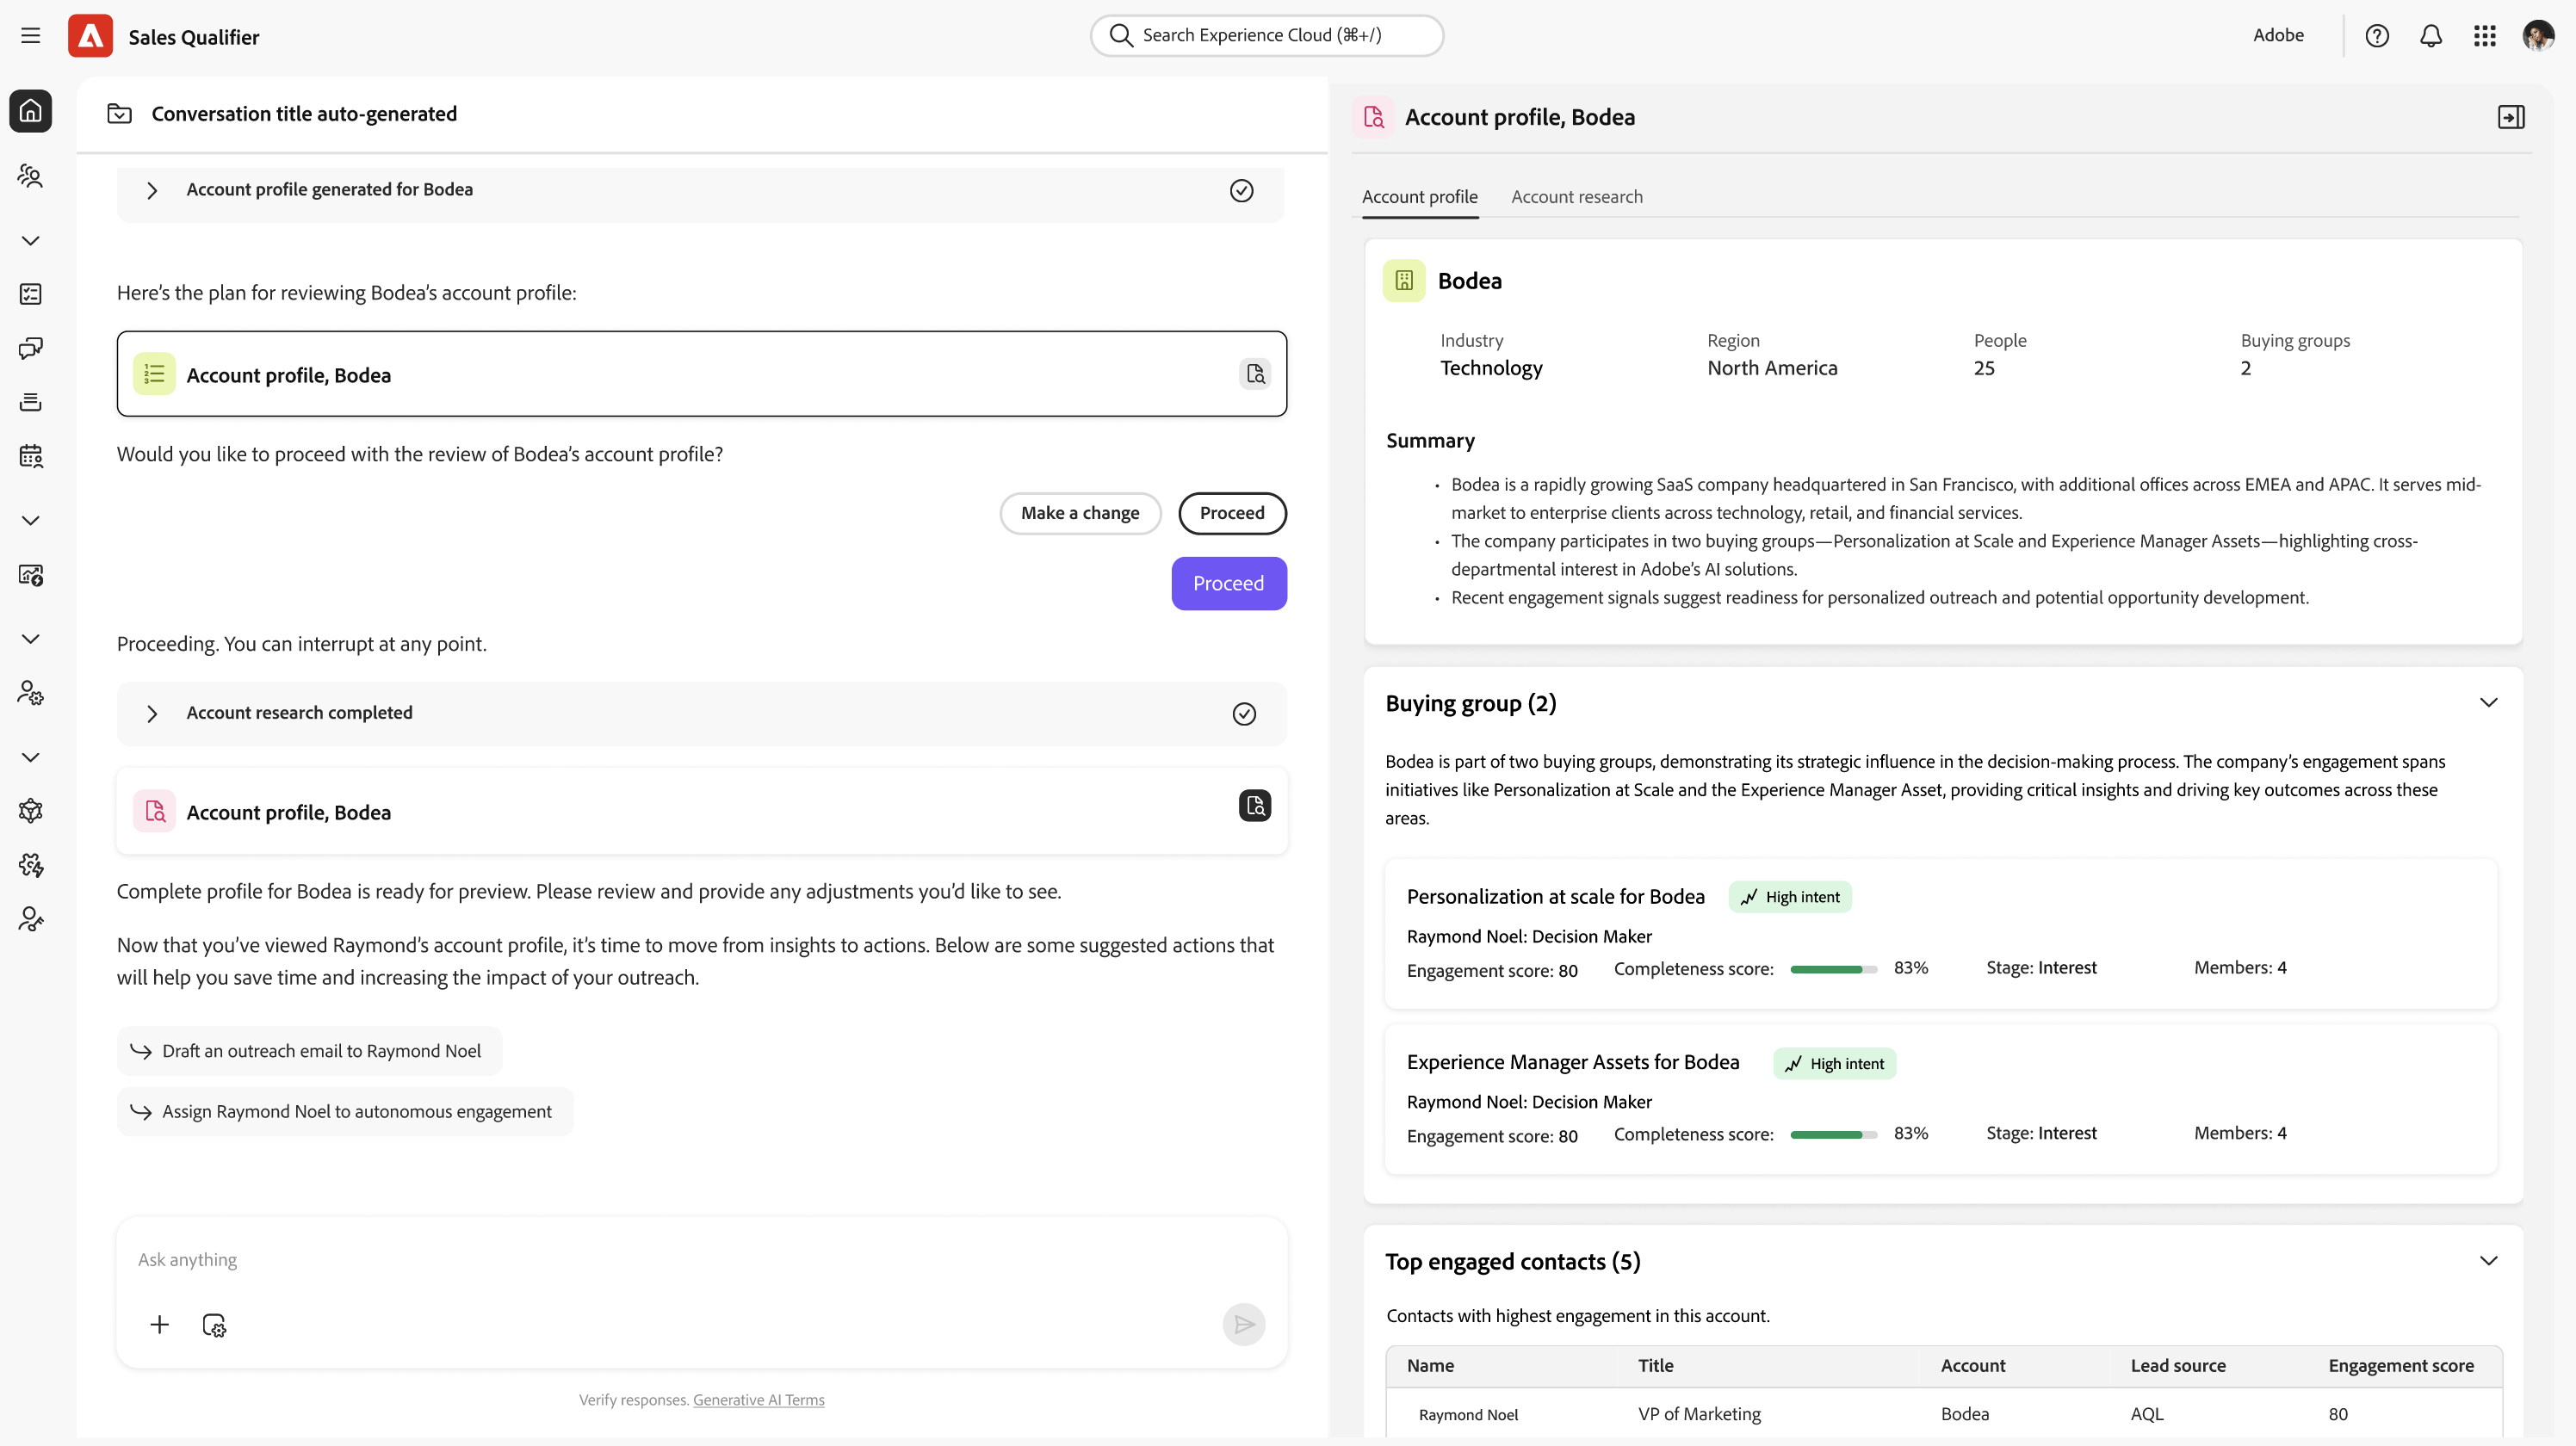 Sales Qualifier
Search Experience Cloud (⌘+/)
Adobe
Conversation title auto-generated
Account profile generated for Bodea
Here’s the plan for reviewing Bodea’s account profile:
Account profile, Bodea
Would you like to proceed with the review of Bodea’s account profile?
Make a change
Proceed
Proceed
Proceeding. You can interrupt at any point.
Account research completed
Account profile, Bodea
Complete profile for Bodea is ready for preview. Please review and provide any adjustments you’d like to see.
Now that you’ve viewed Raymond’s account profile, it’s time to move from insights to actions. Below are some suggested actions that
will help you save time and increasing the impact of your outreach.
Draft an outreach email to Raymond Noel
Assign Raymond Noel to autonomous engagement
Ask anything
Verify responses. Generative AI Terms
Account profile, Bodea
Account profile
Account research
Bodea
Industry
Region
People
Buying groups
Technology
North America
25
2
Summary
• Bodea is a rapidly growing SaaS company headquartered in San Francisco, with additional offices across EMEA and APAC. It serves mid-
market to enterprise clients across technology, retail, and financial services.
• The company participates in two buying groups—Personalization at Scale and Experience Manager Assets—highlighting cross-
departmental interest in Adobe’s AI solutions.
• Recent engagement signals suggest readiness for personalized outreach and potential opportunity development.
Buying group (2)
Bodea is part of two buying groups, demonstrating its strategic influence in the decision-making process. The company’s engagement spans
initiatives like Personalization at Scale and the Experience Manager Asset, providing critical insights and driving key outcomes across these
areas.
Personalization at scale for Bodea
High intent
Raymond Noel: Decision Maker
Engagement score: 80
Completeness score:
83%
Stage: Interest
Members: 4
Experience Manager Assets for Bodea
High intent
Raymond Noel: Decision Maker
Engagement score: 80
Completeness score:
83%
Stage: Interest
Members: 4
Top engaged contacts (5)
Contacts with highest engagement in this account.
Name
Title
Account
Lead source
Engagement score
Raymond Noel
VP of Marketing
Bodea
AQL
80